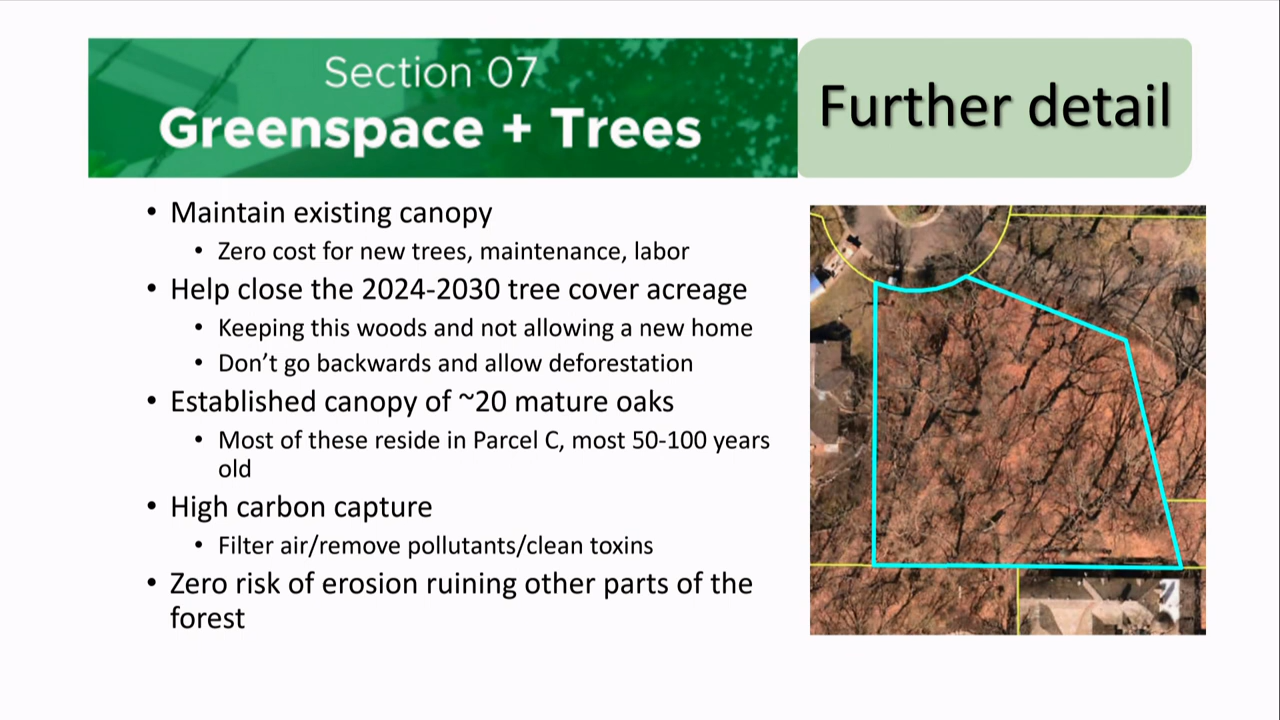 Section 07
Greenspace + Trees
Further detail
• Maintain existing canopy
• Zero cost for new trees, maintenance, labor
• Help close the 2024-2030 tree cover acreage
• Keeping this woods and not allowing a new home
• Don’t go backwards and allow deforestation
• Established canopy of ~20 mature oaks
• Most of these reside in Parcel C, most 50-100 years
old
• High carbon capture
• Filter air/remove pollutants/clean toxins
• Zero risk of erosion ruining other parts of the
forest